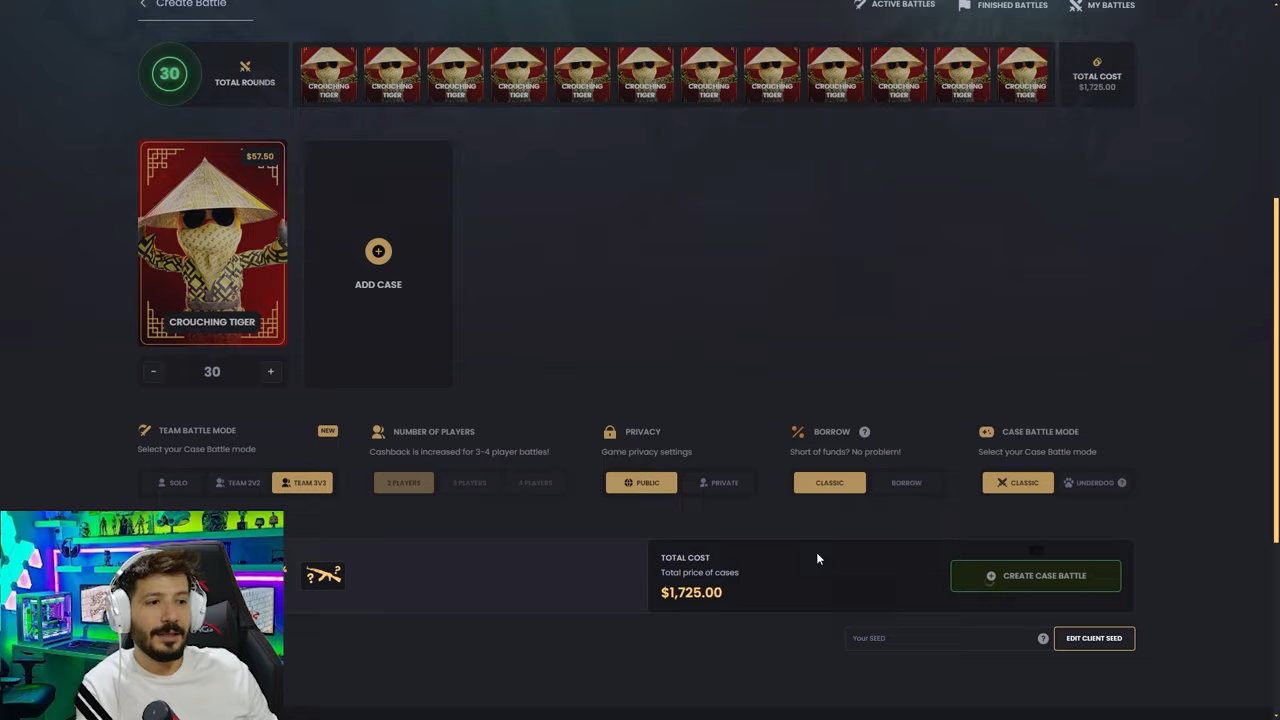 Create Battle
ACTIVE BATTLES
FINISHED BATTLES
MY BATTLES
30
TOTAL ROUNDS
CROUCHING TIGER
CROUCHING TIGER
CROUCHING TIGER
CROUCHING TIGER
CROUCHING TIGER
CROUCHING TIGER
CROUCHING TIGER
CROUCHING TIGER
CROUCHING TIGER
CROUCHING TIGER
CROUCHING TIGER
CROUCHING TIGER
TOTAL COST
$1,725.00
$57.50
CROUCHING TIGER
ADD CASE
- 30 +
TEAM BATTLE MODE
NEW
Select your Case Battle mode
SOLO
TEAM 2V2
TEAM 3V3
NUMBER OF PLAYERS
Cashback is increased for 3-4 player battles!
2 PLAYERS
3 PLAYERS
4 PLAYERS
PRIVACY
Game privacy settings
PUBLIC
PRIVATE
BORROW ?
Short of funds? No problem!
CLASSIC
BORROW
CASE BATTLE MODE
Select your Case Battle mode
CLASSIC
UNDERDOG ?
? ?
TOTAL COST
Total price of cases
$1,725.00
CREATE CASE BATTLE
Your SEED
?
EDIT CLIENT SEED